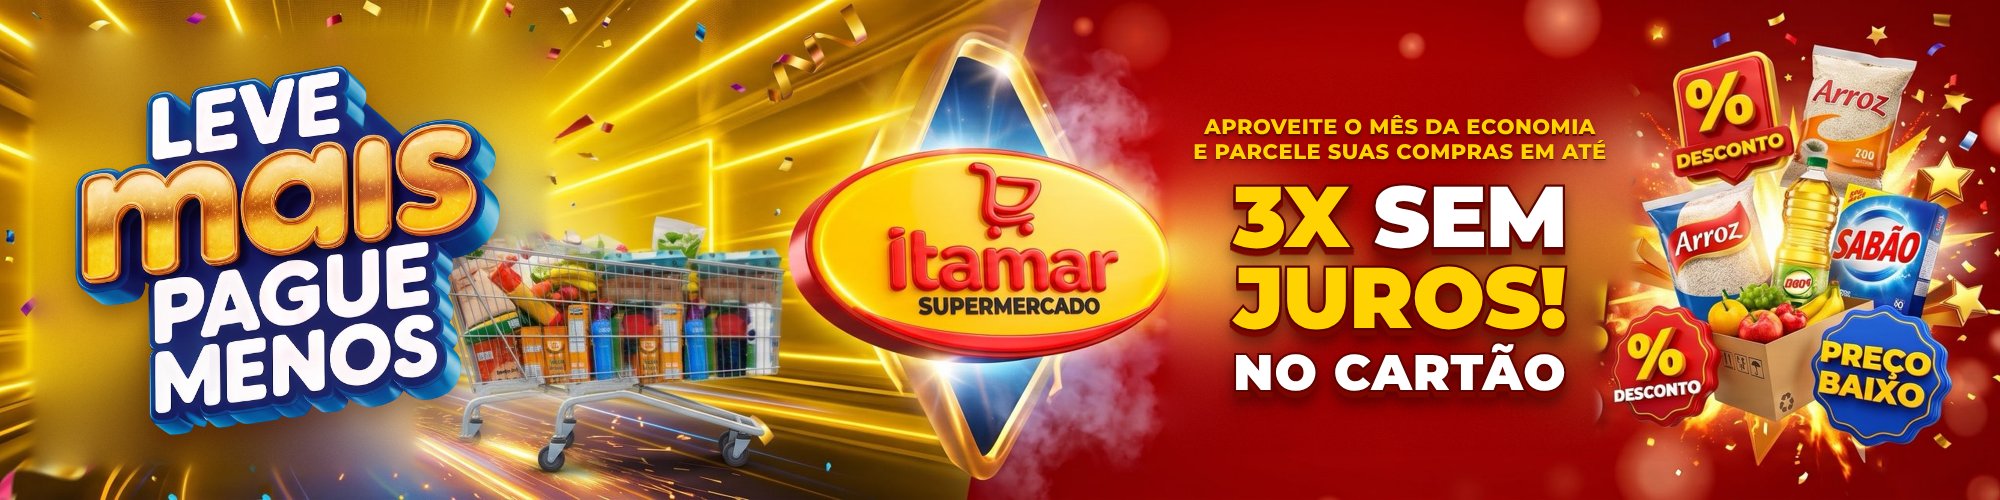 LEVE
mais
PAGUE
MENOS
itamar
SUPERMERCADO
APROVEITE O MÊS DA ECONOMIA
E PARCELE SUAS COMPRAS EM ATÉ
3X SEM
JUROS!
NO CARTÃO
%
DESCONTO
Arroz
Arroz
SABÃO
%
DESCONTO
PREÇO
BAIXO